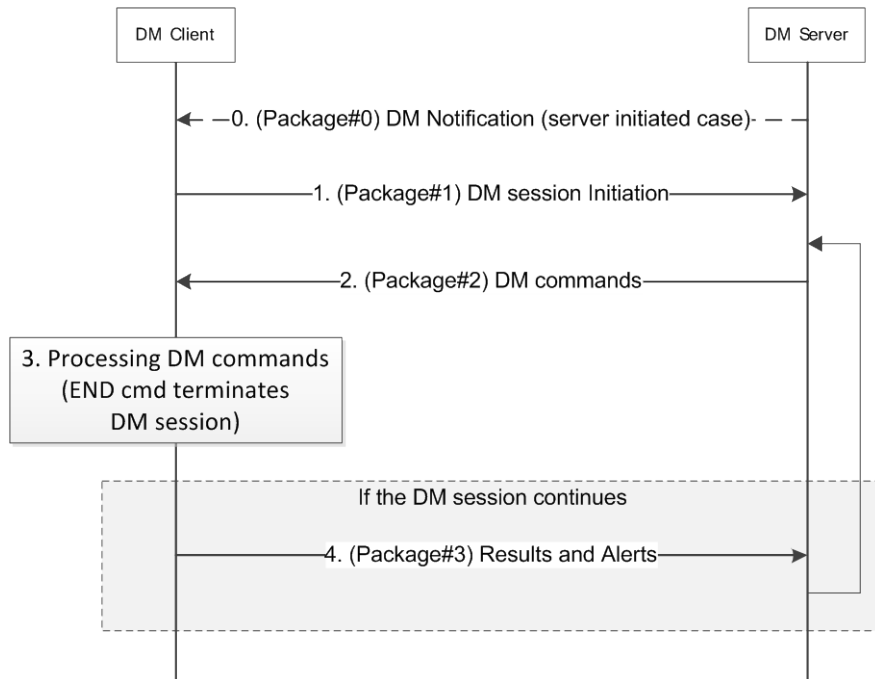 DM Client
DM Server
0. (Package#0) DM Notification (server initiated case)
1. (Package#1) DM session Initiation
2. (Package#2) DM commands
3. Processing DM commands
(END cmd terminates
DM session)
If the DM session continues
4. (Package#3) Results and Alerts